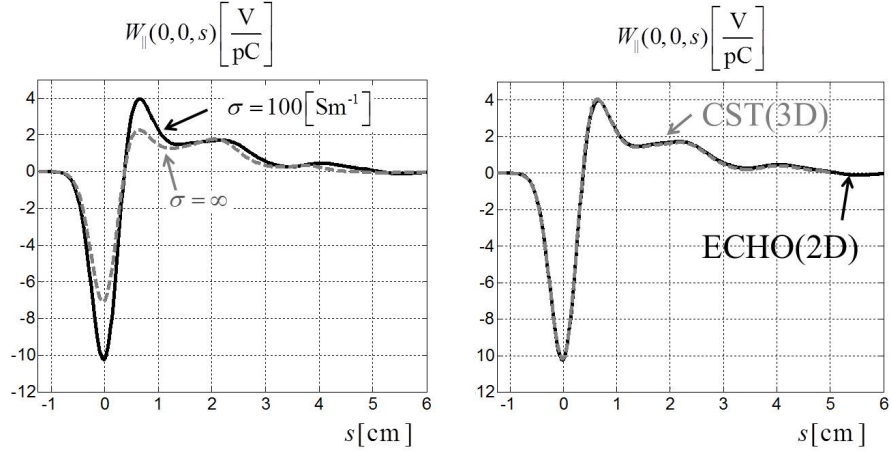 W∥(0,0,s)[V/pC]
4
2
0
-2
-4
-6
-8
-10
-12
-1 0 1 2 3 4 5 6
s[cm]
σ=100[Sm⁻¹]
σ=∞
W∥(0,0,s)[V/pC]
4
2
0
2
4
6
8
10
12
-1 0 1 2 3 4 5 6
s[cm]
CST(3D)
ECHO(2D)